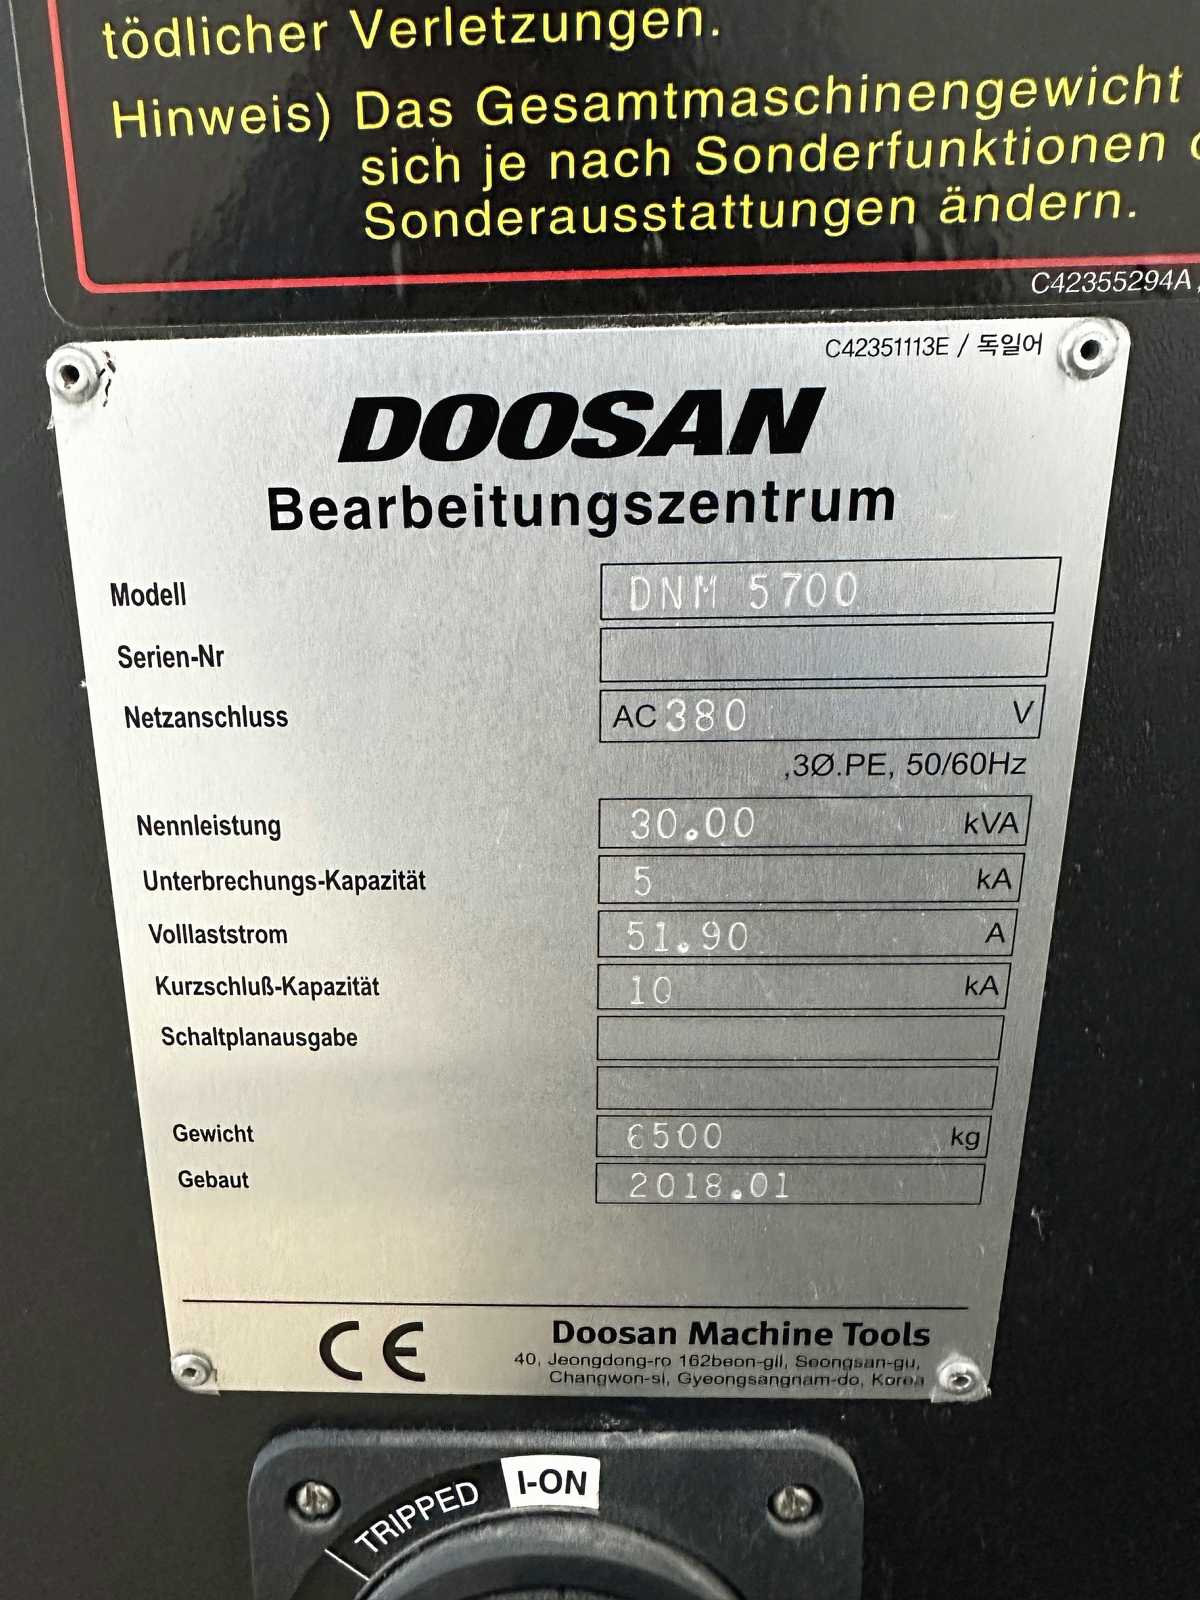 tödlicher Verletzungen.
Hinweis) Das Gesamtmaschinengewicht
sich je nach Sonderfunktionen
Sonderausstattungen ändern.
C42355294A,
C42351113E / 독일어
DOOSAN
Bearbeitungszentrum
Modell DNM 5700
Serien-Nr
Netzanschluss AC 380 V
,3Ø.PE, 50/60Hz
Nennleistung 30.00 kVA
Unterbrechungs-Kapazität 5 kA
Volllaststrom 51.90 A
Kurzschluß-Kapazität 10 kA
Schaltplanausgabe
Gewicht 6500 kg
Gebaut 2018.01
CE
Doosan Machine Tools
40, Jeongdong-ro 162beon-gil, Seongsan-gu,
Changwon-si, Gyeongsangnam-do, Korea
TRIPPED I-ON